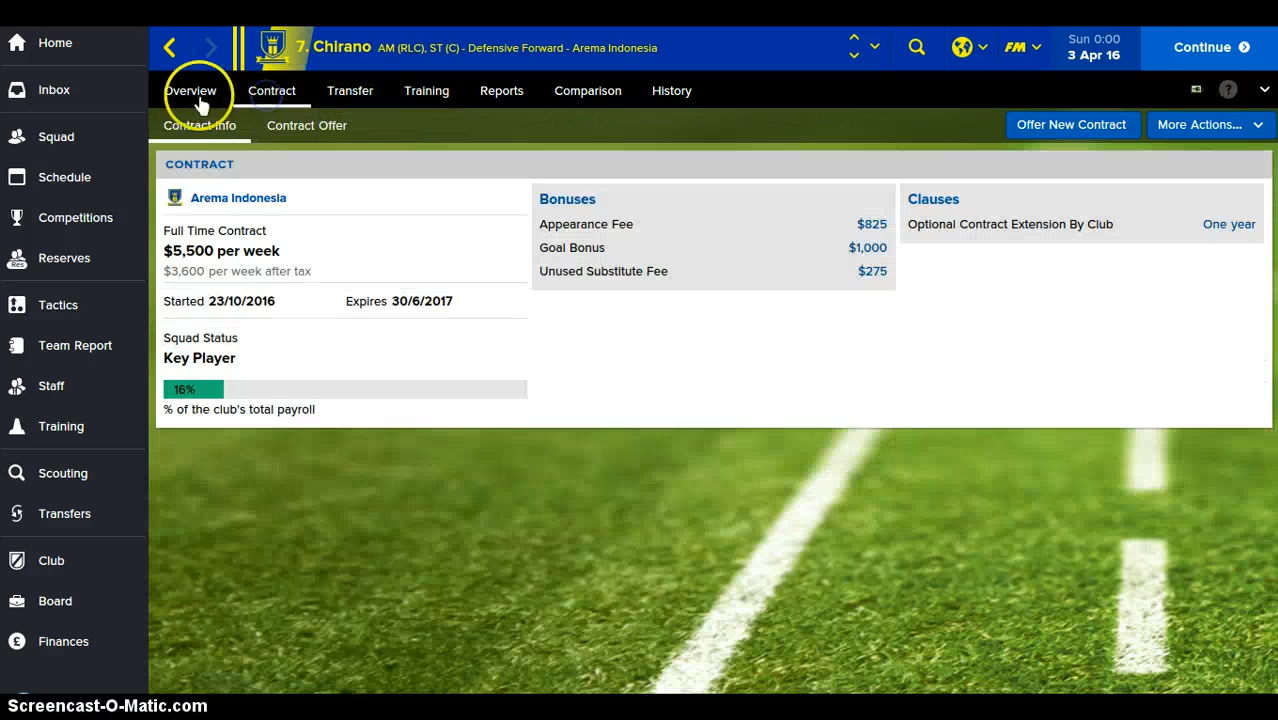 Home
Inbox
Squad
Schedule
Competitions
Res
Reserves
Tactics
Team Report
Staff
Training
Scouting
Transfers
Club
Board
Finances
7. Chirano AM (RLC), ST (C) - Defensive Forward - Arema Indonesia
FM
Sun 0:00
3 Apr 16
Continue
Overview Contract Transfer Training Reports Comparison History
?
Contract Info Contract Offer
Offer New Contract More Actions...
CONTRACT
Arema Indonesia
Full Time Contract
$5,500 per week
$3,600 per week after tax
Started 23/10/2016 Expires 30/6/2017
Squad Status
Key Player
16%
% of the club's total payroll
Bonuses
Appearance Fee $825
Goal Bonus $1,000
Unused Substitute Fee $275
Clauses
Optional Contract Extension By Club One year
Screencast-O-Matic.com